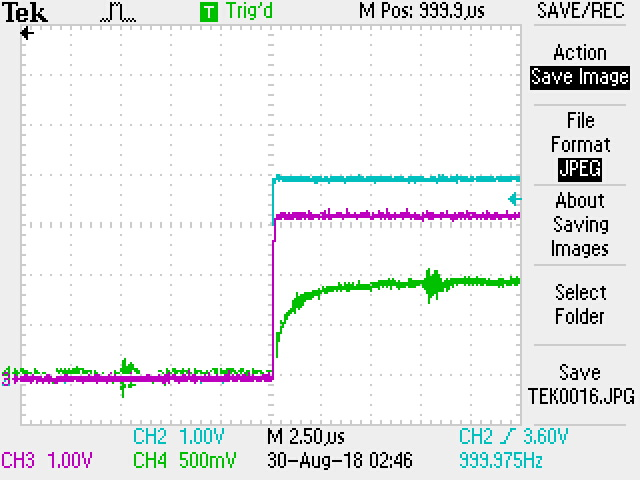 Tek T Trig'd M Pos: 999.9µs SAVE/REC
Action
Save Image
File
Format
JPEG
About
Saving
Images
Select
Folder
Save
TEK0016.JPG
CH2 1.00V M 2.50µs CH2 3.60V
CH3 1.00V CH4 500mV 30-Aug-18 02:46 999.975Hz